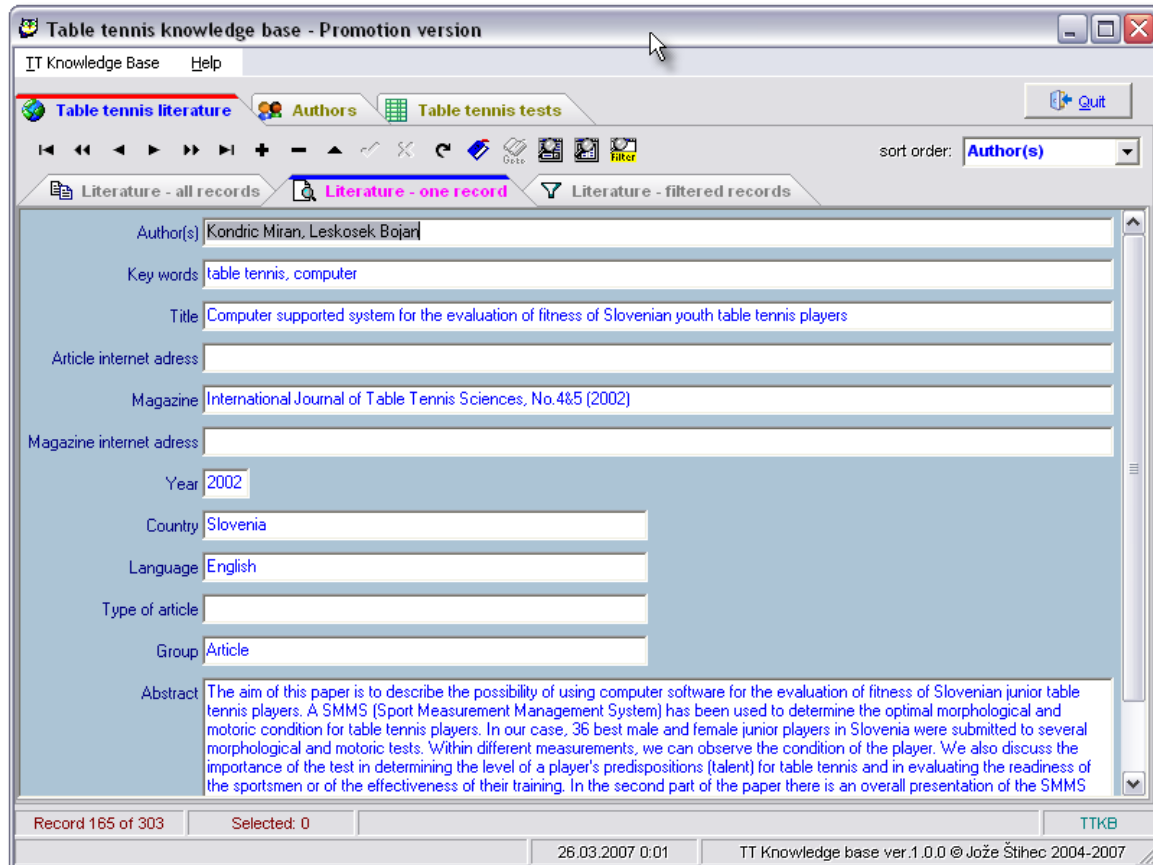 Table tennis knowledge base - Promotion version
TT Knowledge Base Help
Table tennis literature Authors Table tennis tests Quit
Goto Filter sort order: Author(s)
Literature - all records Literature - one record Literature - filtered records
Author(s) Kondric Miran, Leskosek Bojan
Key words table tennis, computer
Title Computer supported system for the evaluation of fitness of Slovenian youth table tennis players
Article internet adress
Magazine International Journal of Table Tennis Sciences, No.4&5 (2002)
Magazine internet adress
Year 2002
Country Slovenia
Language English
Type of article
Group Article
Abstract The aim of this paper is to describe the possibility of using computer software for the evaluation of fitness of Slovenian junior table
tennis players. A SMMS (Sport Measurement Management System) has been used to determine the optimal morphological and
motoric condition for table tennis players. In our case, 36 best male and female junior players in Slovenia were submitted to several
morphological and motoric tests. Within different measurements, we can observe the condition of the player. We also discuss the
importance of the test in determining the level of a player's predispositions (talent) for table tennis and in evaluating the readiness of
the sportsmen or of the effectiveness of their training. In the second part of the paper there is an overall presentation of the SMMS
Record 165 of 303 Selected: 0 TTKB
26.03.2007 0:01 TT Knowledge base ver.1.0.0 © Jože Štihec 2004-2007